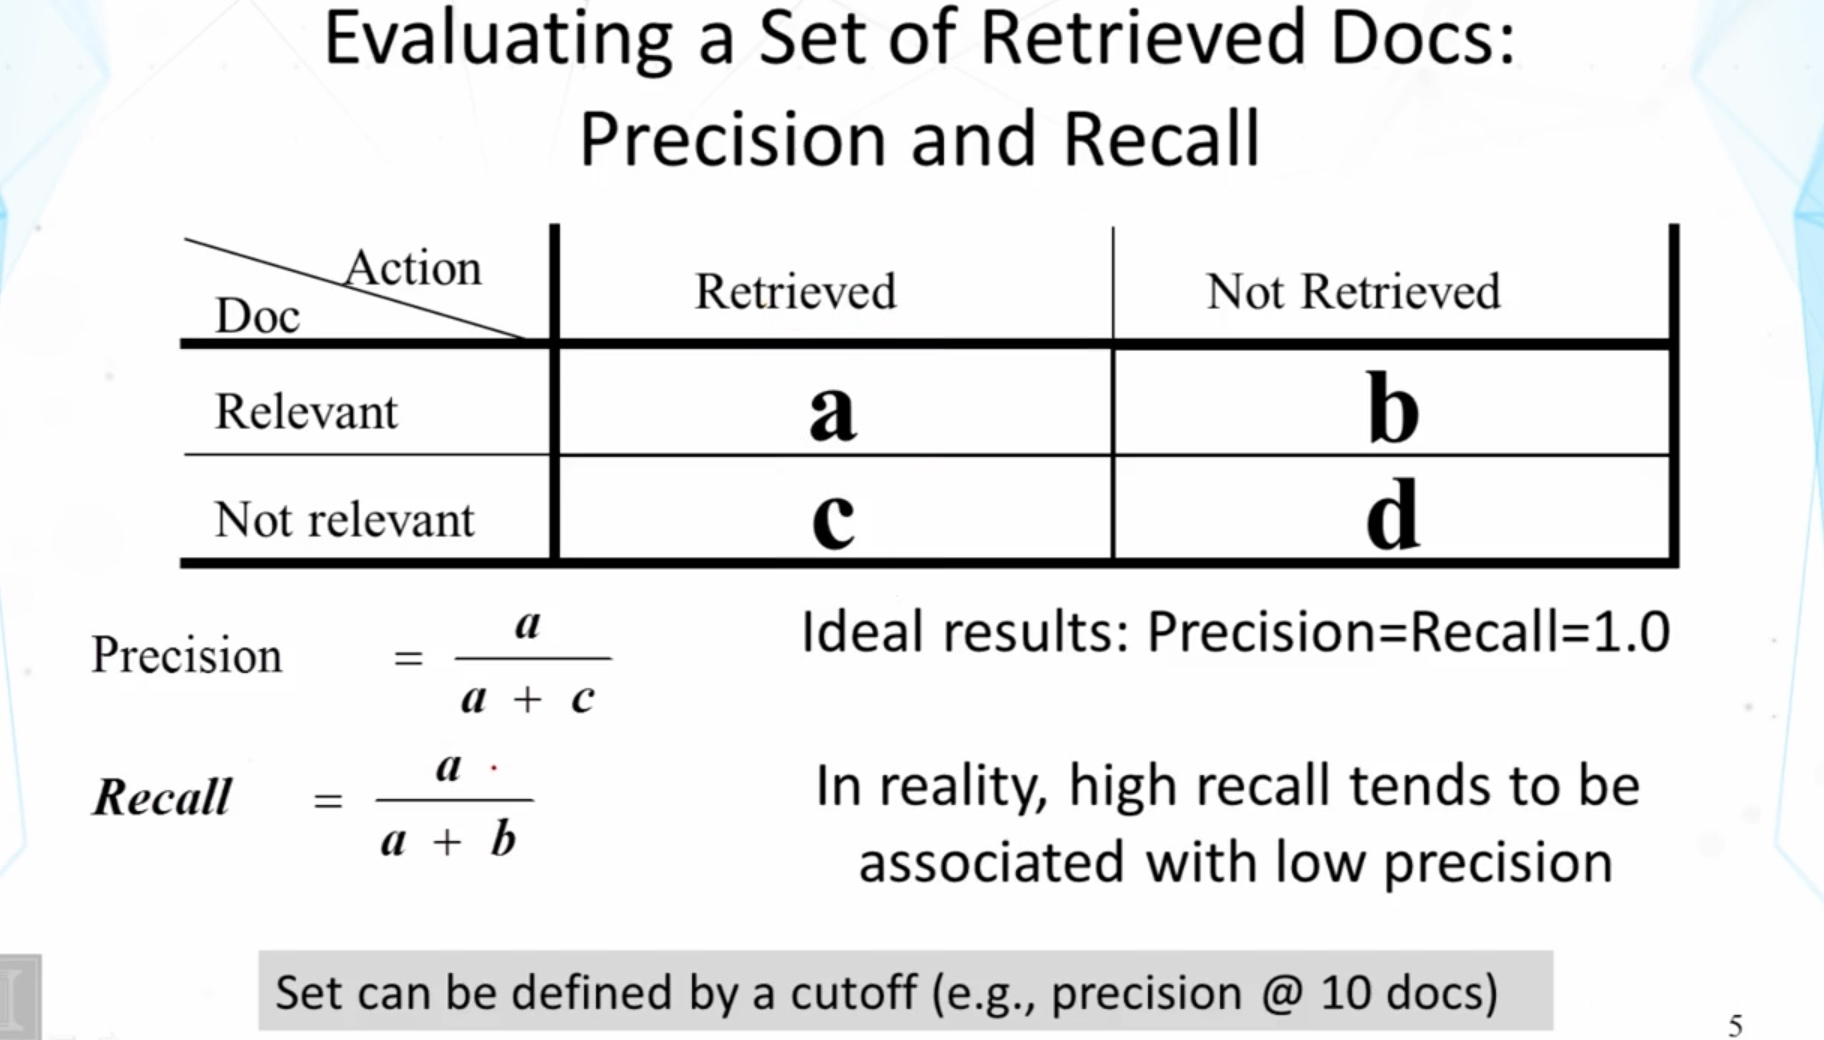 Evaluating a Set of Retrieved Docs:
Precision and Recall
Action
Doc
Retrieved
Not Retrieved
Relevant
a
b
Not relevant
c
d
Precision = a / a + c
Ideal results: Precision=Recall=1.0
Recall = a / a + b
In reality, high recall tends to be
associated with low precision
Set can be defined by a cutoff (e.g., precision @ 10 docs)
5